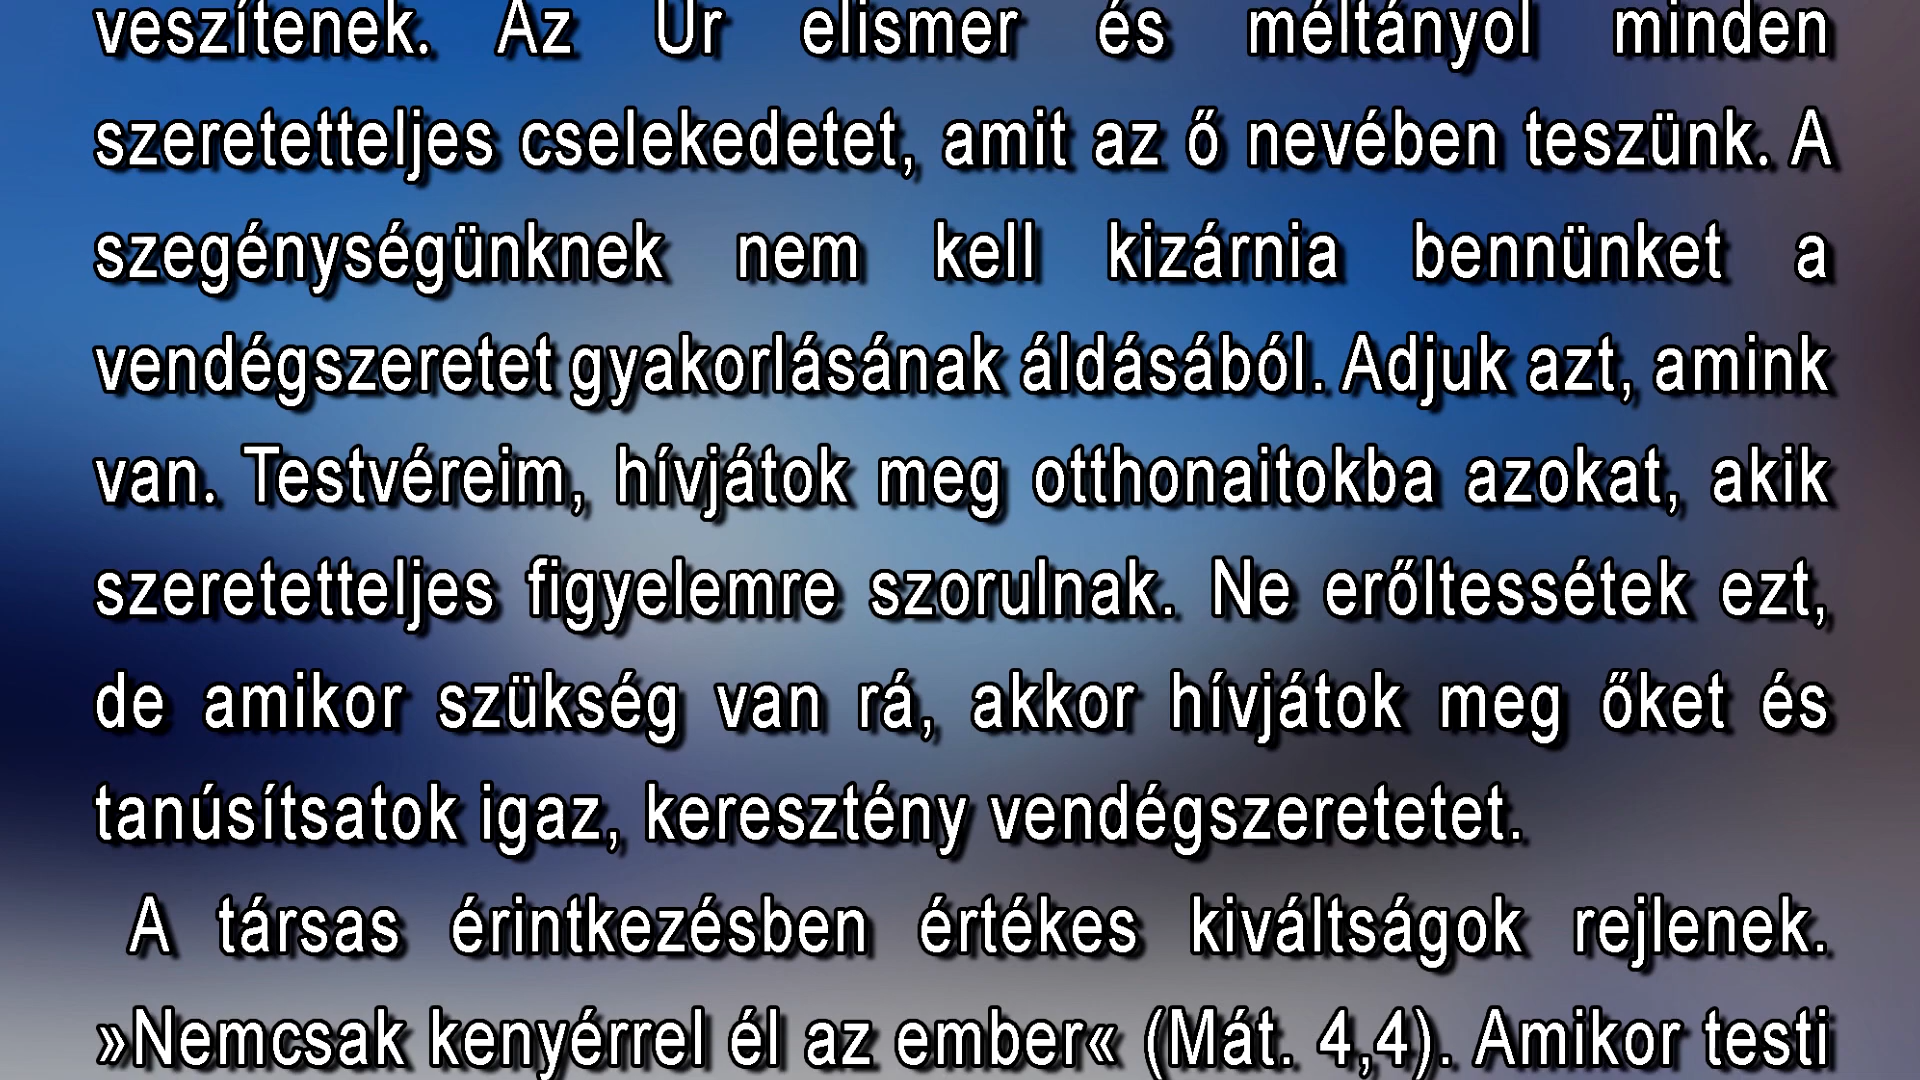 veszítenek. Az Úr elismer és méltányol minden
szeretetteljes cselekedetet, amit az ő nevében teszünk. A
szegénységünknek nem kell kizárnia bennünket a
vendégszeretet gyakorlásának áldásából. Adjuk azt, amink
van. Testvéreim, hívjátok meg otthonaitokba azokat, akik
szeretetteljes figyelemre szorulnak. Ne erőltessétek ezt,
de amikor szükség van rá, akkor hívjátok meg őket és
tanúsítsatok igaz, keresztény vendégszeretetet.
A társas érintkezésben értékes kiváltságok rejlenek.
»Nemcsak kenyérrel él az ember« (Mát. 4,4). Amikor testi